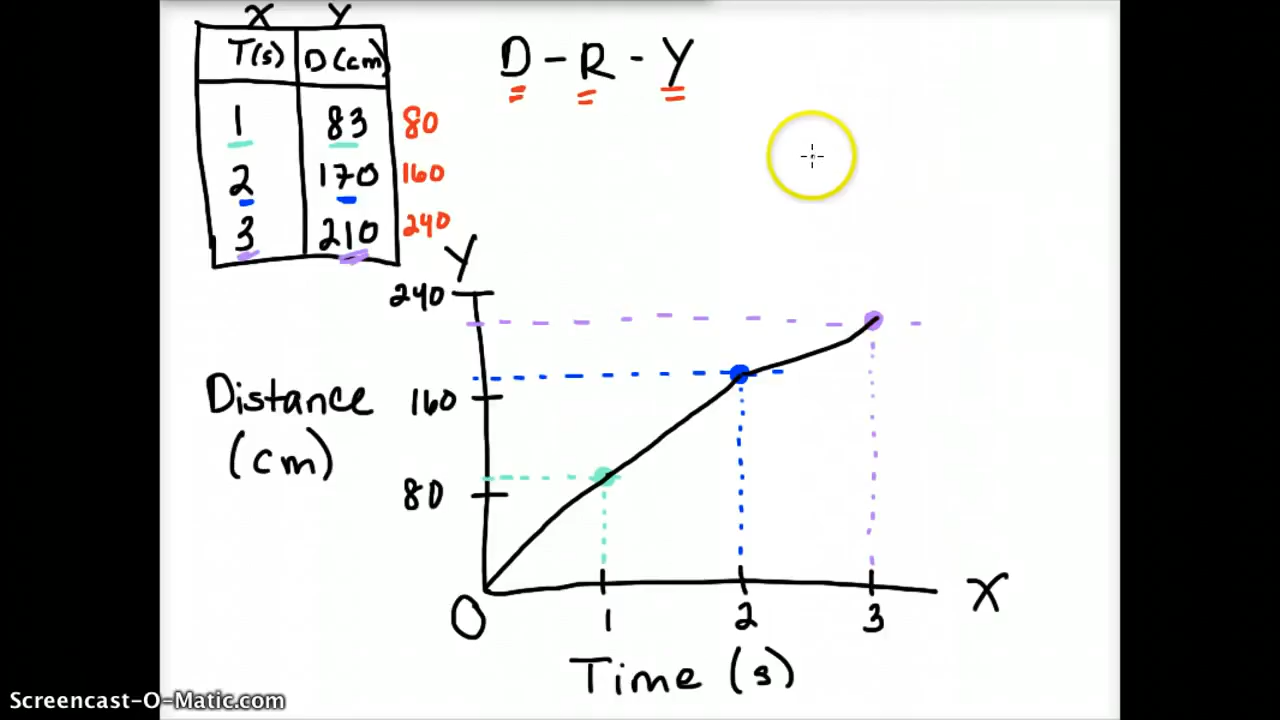 X Y
T(s) D(cm)
1 83 80
2 170 160
3 210 240
D - R - Y
Y
240
160
80
Distance
(cm)
0
1 2 3
X
Time (s)
Screencast-O-Matic.com